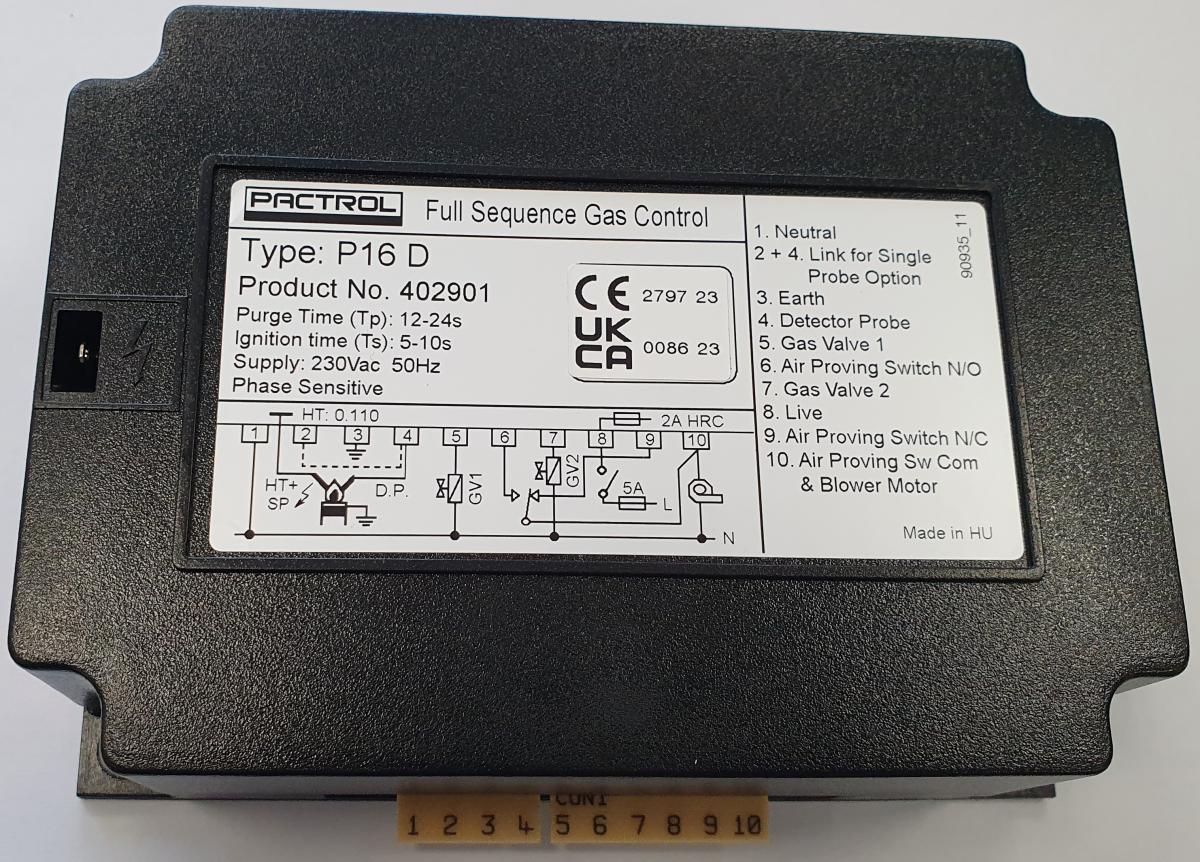 PACTROL Full Sequence Gas Control
Type: P16 D
Product No. 402901
Purge Time (Tp): 12-24s
Ignition time (Ts): 5-10s
Supply: 230Vac 50Hz
Phase Sensitive
CE 2797 23
UK
CA 0086 23
HT: 0.110
2A HRC
1 2 3 4 5 6 7 8 9 10
HT+
SP
D.P.
GV1
GV2
5A
L
N
1. Neutral
2 + 4. Link for Single
Probe Option
3. Earth
4. Detector Probe
5. Gas Valve 1
6. Air Proving Switch N/O
7. Gas Valve 2
8. Live
9. Air Proving Switch N/C
10. Air Proving Sw Com
& Blower Motor
90935_11
Made in HU
CON1
1 2 3 4 5 6 7 8 9 10